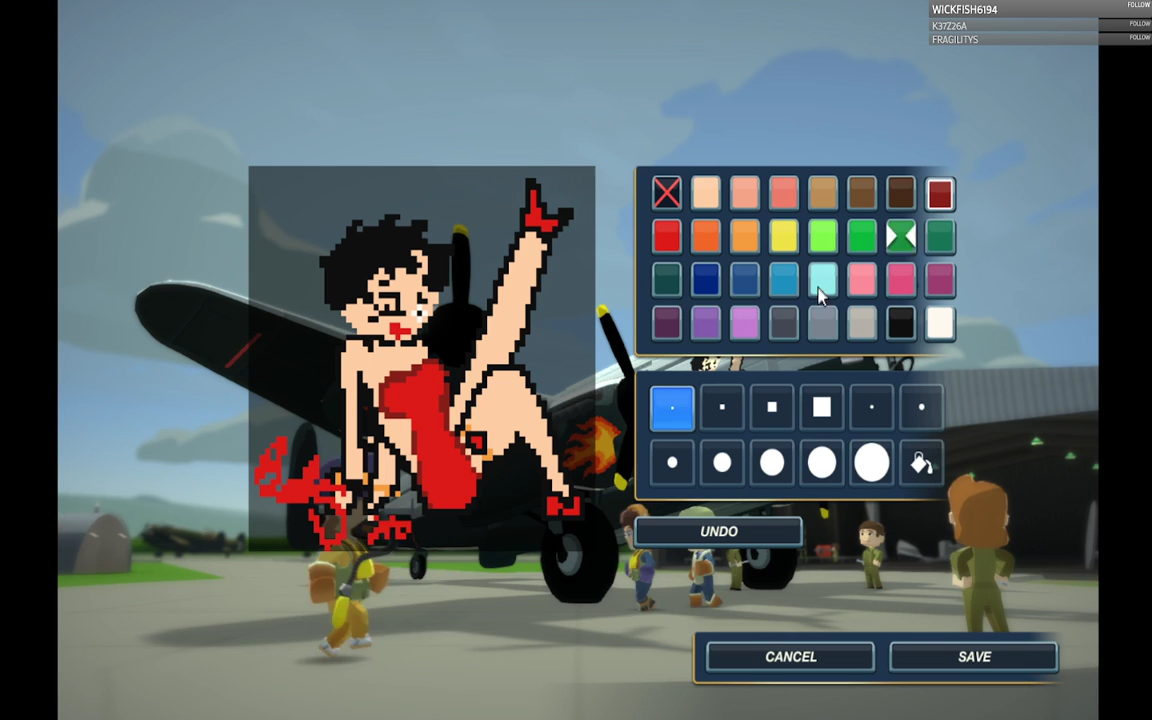 WICKFISH6194 FOLLOW
K37Z26A FOLLOW
FRAGILITYS FOLLOW
UNDO
CANCEL
SAVE